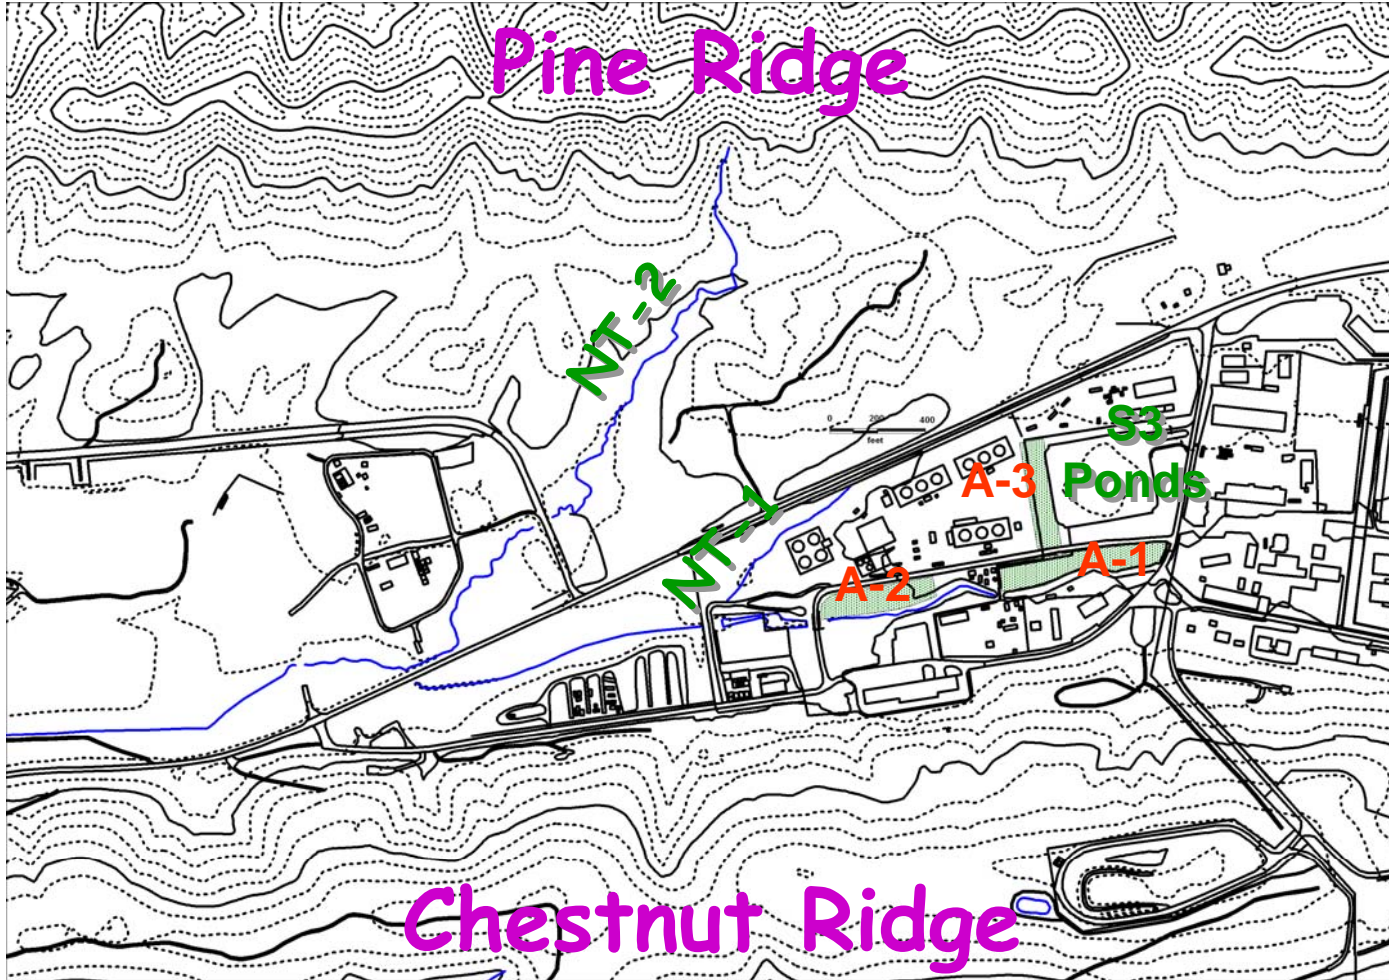 Pine Ridge
NT-2
0 200 400
feet
S3
Ponds
A-3
NT-1
A-1
A-2
Chestnut Ridge